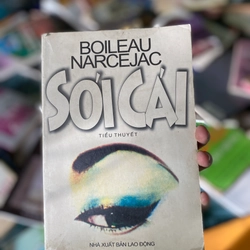 BOILEAU
NARCEJAC
SÓI CÁI
TIỂU THUYẾT
NHÀ XUẤT BẢN LAO ĐỘNG